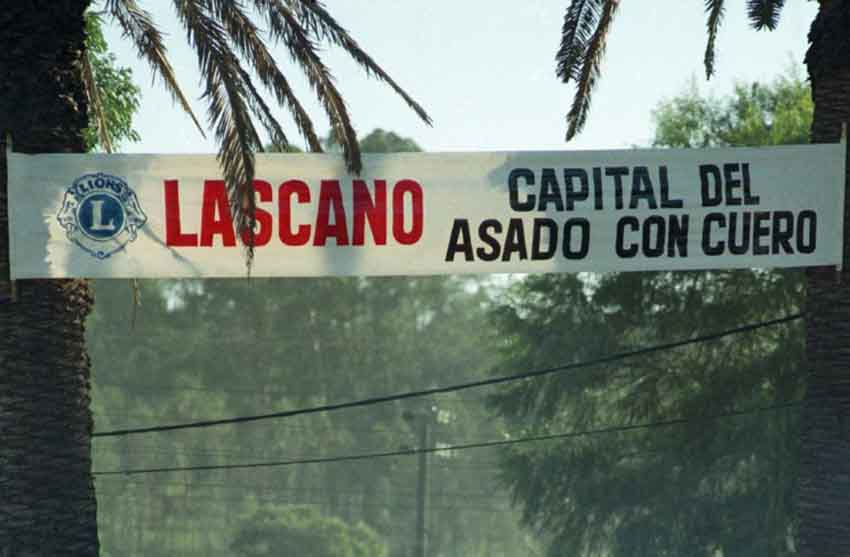 LIONS
L
LASCANO
CAPITAL DEL
ASADO CON CUERO